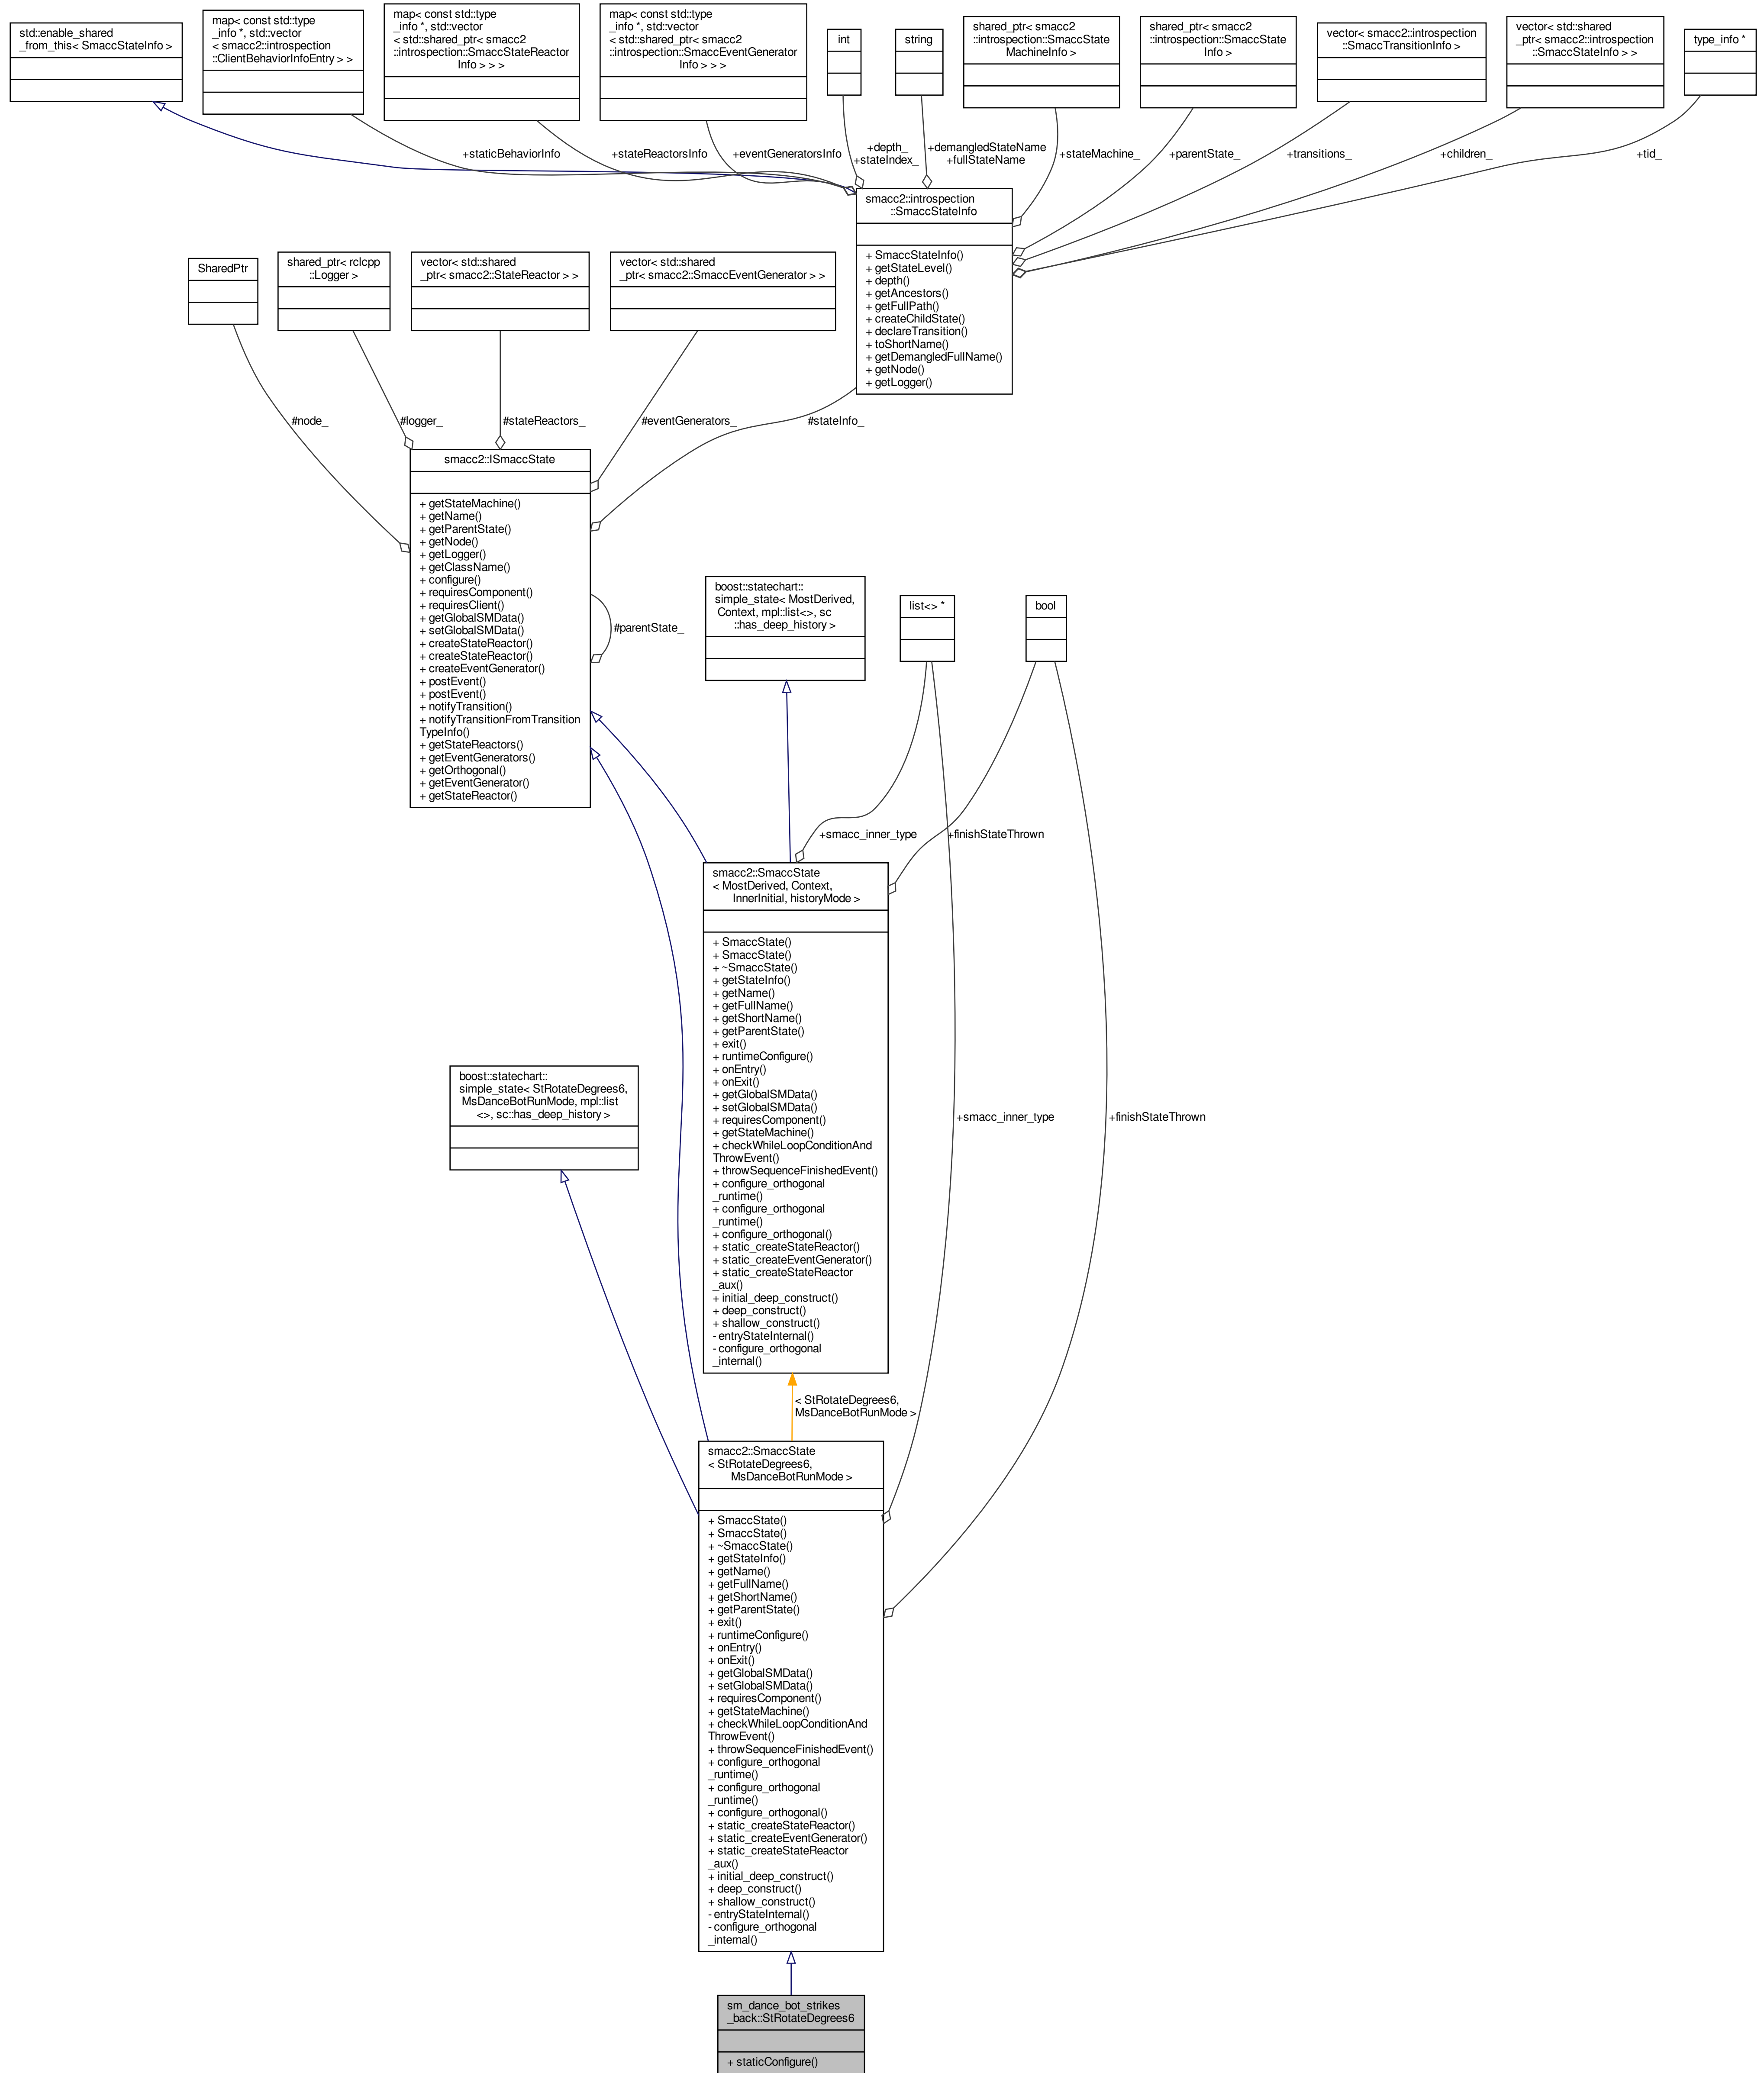 std::enable_shared
_from_this< SmaccStateInfo >
map< const std::type
_info *, std::vector
< smacc2::introspection
::ClientBehaviorInfoEntry > >
map< const std::type
_info *, std::vector
< std::shared_ptr< smacc2
::introspection::SmaccStateReactor
Info > > >
map< const std::type
_info *, std::vector
< std::shared_ptr< smacc2
::introspection::SmaccEventGenerator
Info > > >
int
string
shared_ptr< smacc2
::introspection::SmaccState
MachineInfo >
shared_ptr< smacc2
::introspection::SmaccState
Info >
vector< smacc2::introspection
::SmaccTransitionInfo >
vector< std::shared
_ptr< smacc2::introspection
::SmaccStateInfo > >
type_info *
+staticBehaviorInfo
+stateReactorsInfo
+eventGeneratorsInfo
+depth_
+stateIndex_
+demangledStateName
+fullStateName
+stateMachine_
+parentState_
+transitions_
+children_
+tid_
smacc2::introspection
::SmaccStateInfo
+ SmaccStateInfo()
+ getStateLevel()
+ depth()
+ getAncestors()
+ getFullPath()
+ createChildState()
+ declareTransition()
+ toShortName()
+ getDemangledFullName()
+ getNode()
+ getLogger()
SharedPtr
shared_ptr< rclcpp
::Logger >
vector< std::shared
_ptr< smacc2::StateReactor > >
vector< std::shared
_ptr< smacc2::SmaccEventGenerator > >
#node_
#logger_
#stateReactors_
#eventGenerators_
#stateInfo_
smacc2::ISmaccState
+ getStateMachine()
+ getName()
+ getParentState()
+ getNode()
+ getLogger()
+ getClassName()
+ configure()
+ requiresComponent()
+ requiresClient()
+ getGlobalSMData()
+ setGlobalSMData()
+ createStateReactor()
+ createStateReactor()
+ createEventGenerator()
+ postEvent()
+ postEvent()
+ notifyTransition()
+ notifyTransitionFromTransition
TypeInfo()
+ getStateReactors()
+ getEventGenerators()
+ getOrthogonal()
+ getEventGenerator()
+ getStateReactor()
#parentState_
boost::statechart::
simple_state< MostDerived,
Context, mpl::list<>, sc
::has_deep_history >
list<> *
bool
+smacc_inner_type
+finishStateThrown
smacc2::SmaccState
< MostDerived, Context,
InnerInitial, historyMode >
+ SmaccState()
+ SmaccState()
+ ~SmaccState()
+ getStateInfo()
+ getName()
+ getFullName()
+ getShortName()
+ getParentState()
+ exit()
+ runtimeConfigure()
+ onEntry()
+ onExit()
+ getGlobalSMData()
+ setGlobalSMData()
+ requiresComponent()
+ getStateMachine()
+ checkWhileLoopConditionAnd
ThrowEvent()
+ throwSequenceFinishedEvent()
+ configure_orthogonal
_runtime()
+ configure_orthogonal
_runtime()
+ configure_orthogonal()
+ static_createStateReactor()
+ static_createEventGenerator()
+ static_createStateReactor
_aux()
+ initial_deep_construct()
+ deep_construct()
+ shallow_construct()
- entryStateInternal()
- configure_orthogonal
_internal()
boost::statechart::
simple_state< StRotateDegrees6,
MsDanceBotRunMode, mpl::list
<>, sc::has_deep_history >
+smacc_inner_type
+finishStateThrown
< StRotateDegrees6,
MsDanceBotRunMode >
smacc2::SmaccState
< StRotateDegrees6,
MsDanceBotRunMode >
+ SmaccState()
+ SmaccState()
+ ~SmaccState()
+ getStateInfo()
+ getName()
+ getFullName()
+ getShortName()
+ getParentState()
+ exit()
+ runtimeConfigure()
+ onEntry()
+ onExit()
+ getGlobalSMData()
+ setGlobalSMData()
+ requiresComponent()
+ getStateMachine()
+ checkWhileLoopConditionAnd
ThrowEvent()
+ throwSequenceFinishedEvent()
+ configure_orthogonal
_runtime()
+ configure_orthogonal
_runtime()
+ configure_orthogonal()
+ static_createStateReactor()
+ static_createEventGenerator()
+ static_createStateReactor
_aux()
+ initial_deep_construct()
+ deep_construct()
+ shallow_construct()
- entryStateInternal()
- configure_orthogonal
_internal()
sm_dance_bot_strikes
_back::StRotateDegrees6
+ staticConfigure()